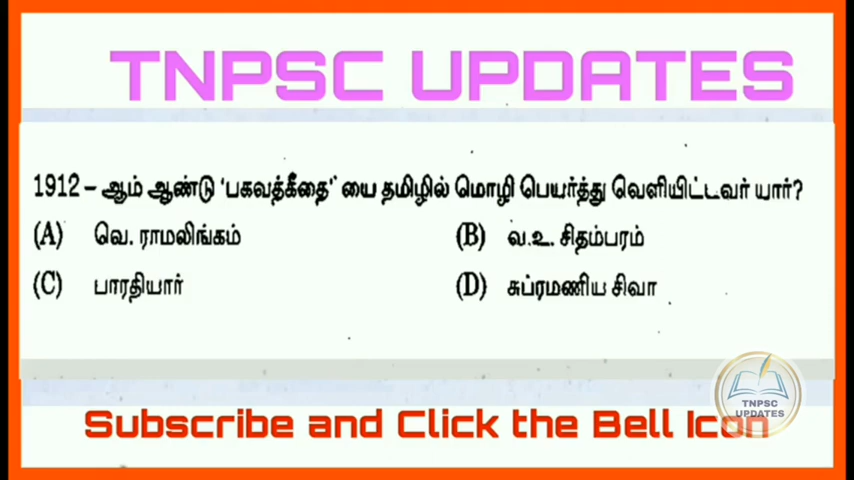 TNPSC UPDATES
1912 – ஆம் ஆண்டு 'பகவத்கீதை' யை தமிழில் மொழி பெயர்த்து வெளியிட்டவர் யார்?
(A) வெ. ராமலிங்கம் (B) வ.உ. சிதம்பரம்
(C) பாரதியார் (D) சுப்ரமணிய சிவா
TNPSC
UPDATES
Subscribe and Click the Bell Icon